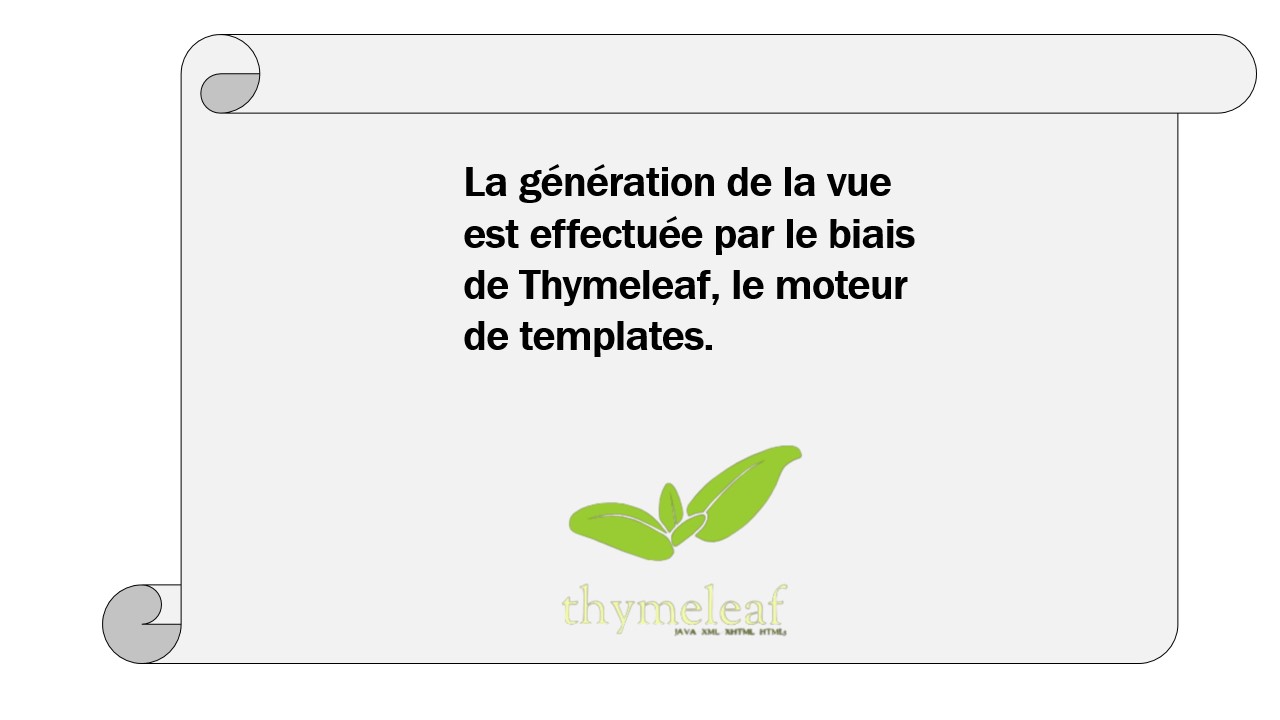 La génération de la vue
est effectuée par le biais
de Thymeleaf, le moteur
de templates.
thymeleaf
JAVA XML XHTML HTML5